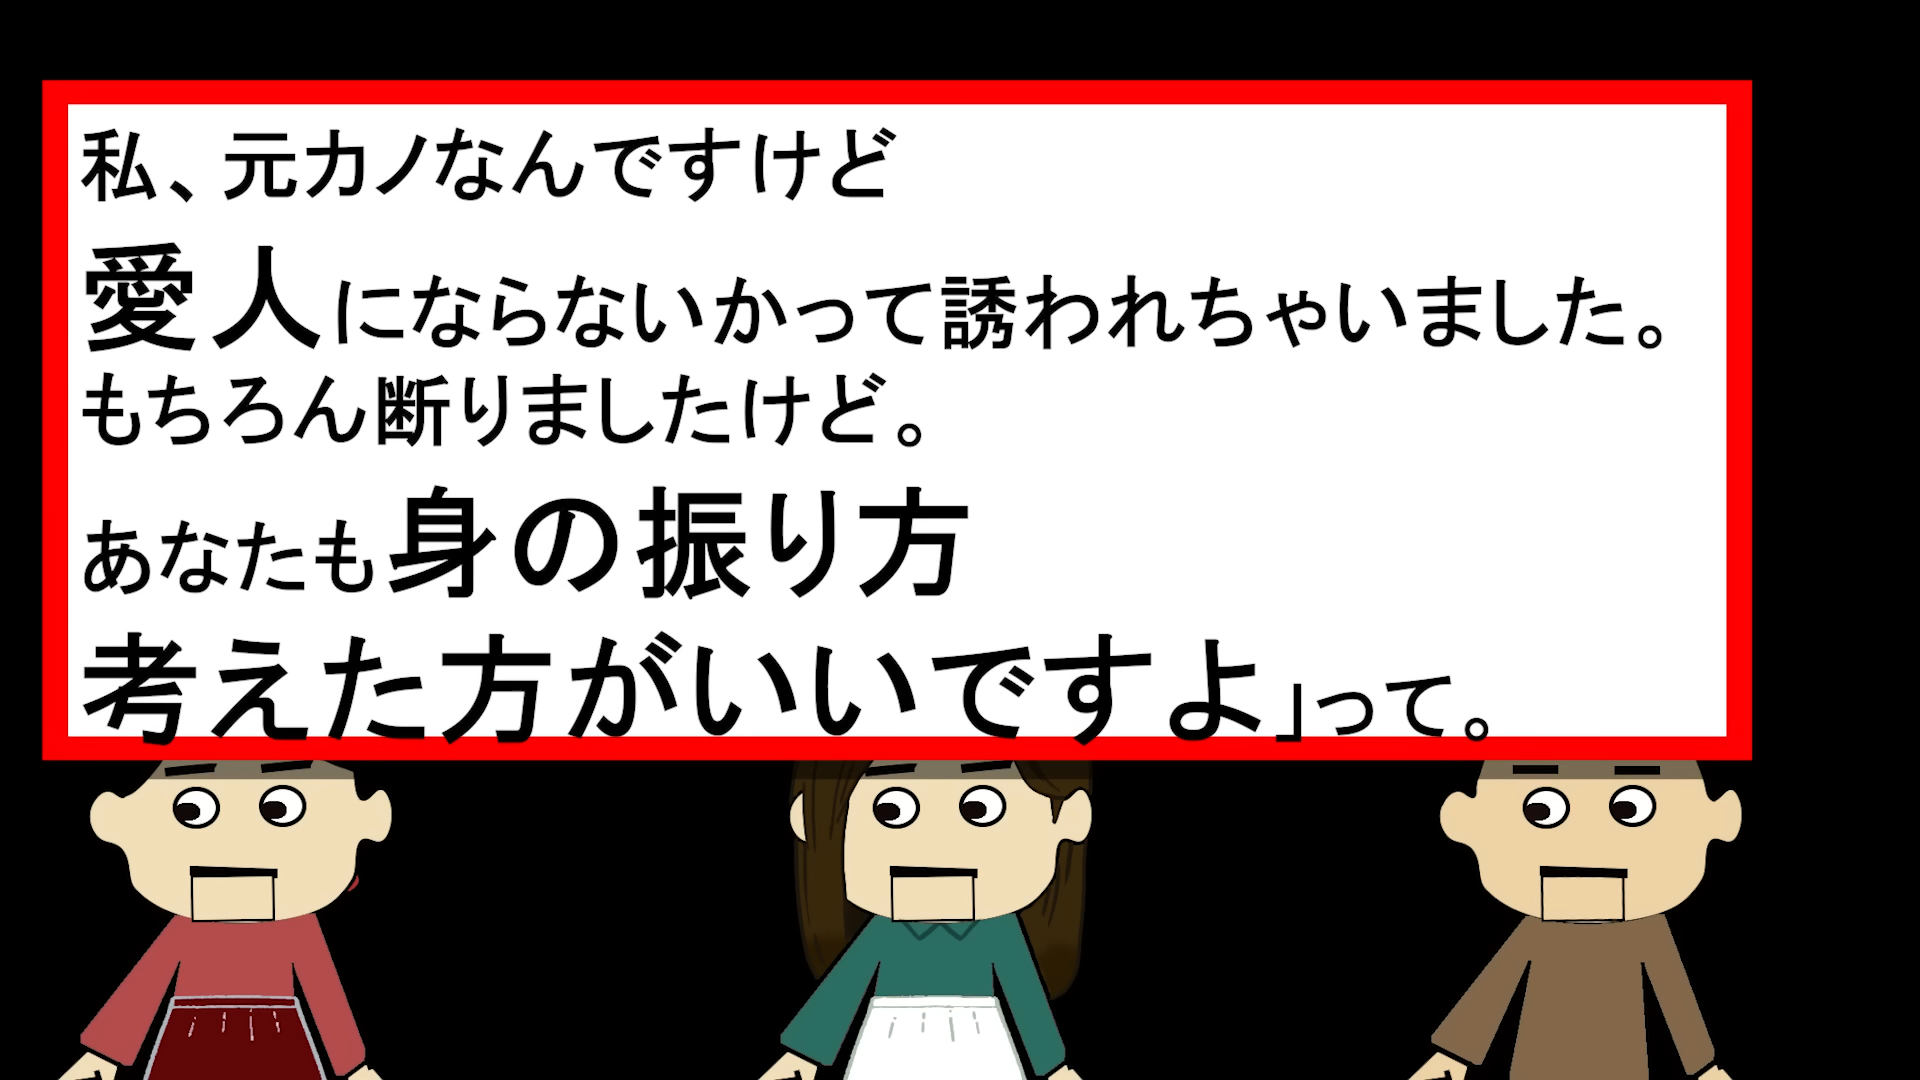 私、元カノなんですけど
愛人にならないかって誘われちゃいました。
もちろん断りましたけど。
あなたも身の振り方
考えた方がいいですよ」って。